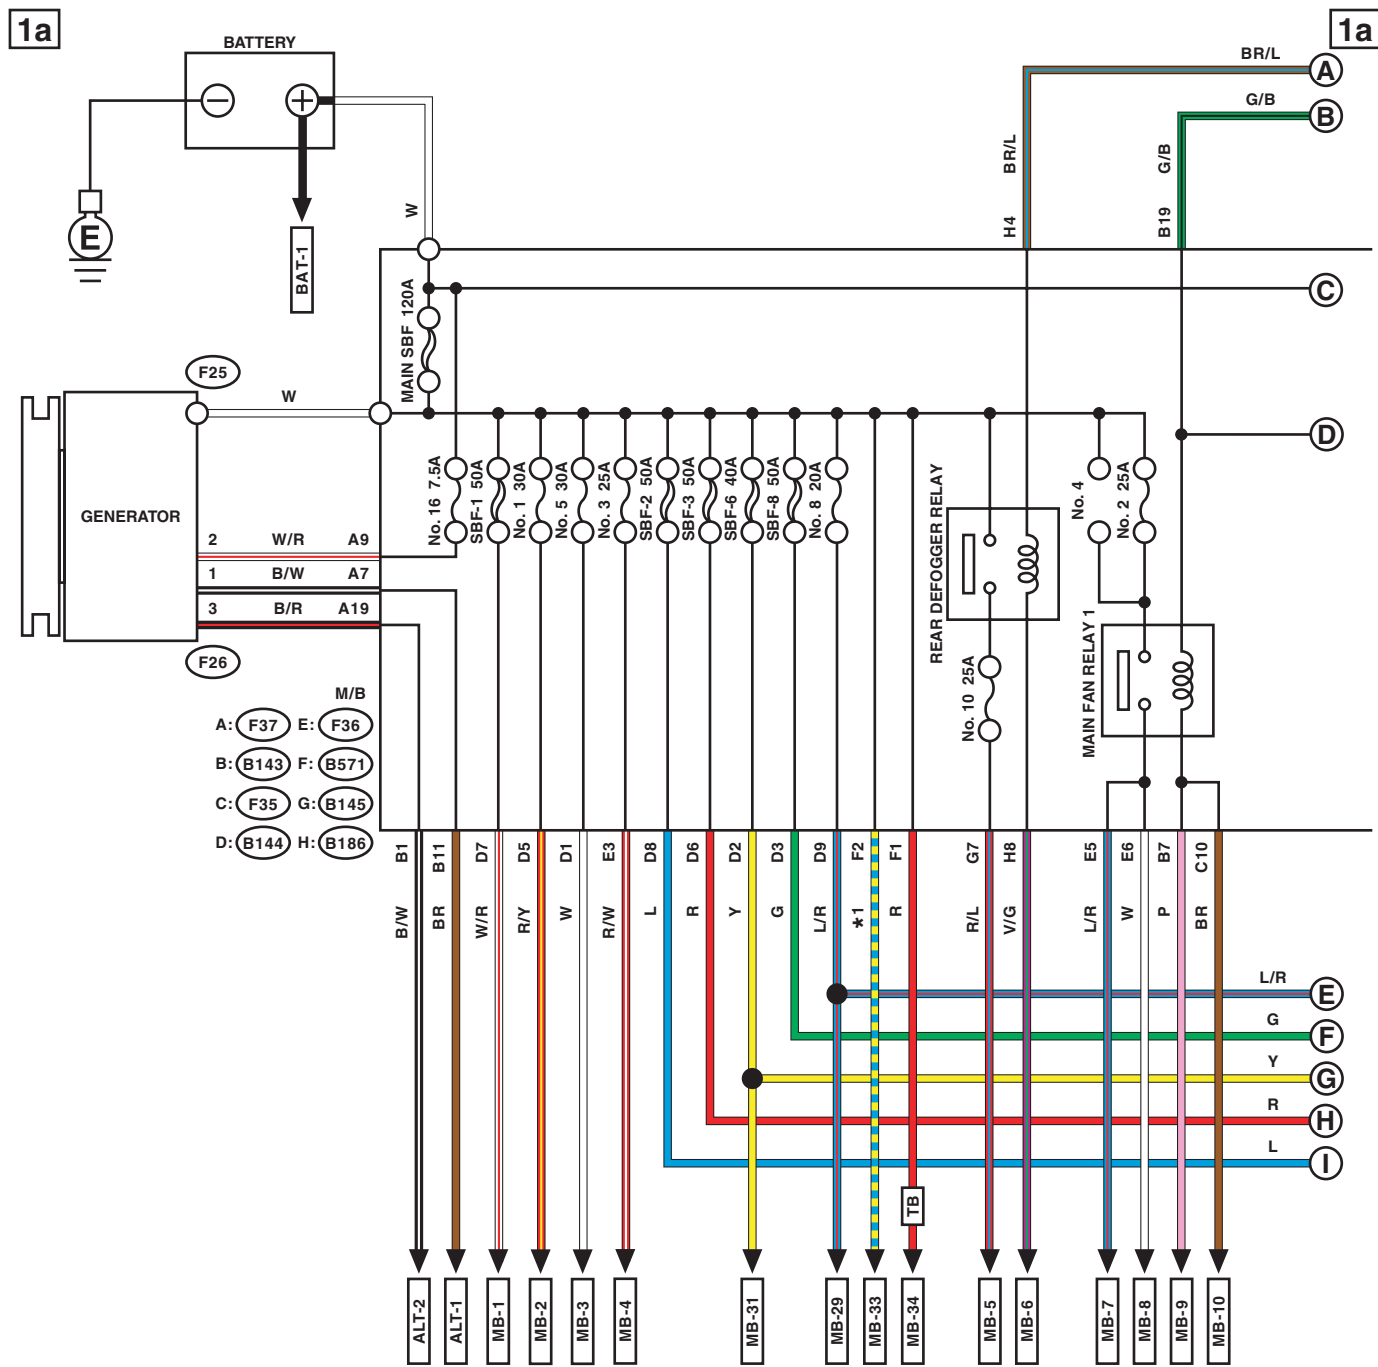 1a
1a
BATTERY
BR/L
A
G/B
B
BR/L
G/B
H4
B19
W
E
BAT-1
C
MAIN SBF 120A
F25
W
D
GENERATOR
No. 16 7.5A
SBF-1 50A
No. 1 30A
No. 5 30A
No. 3 25A
SBF-2 50A
SBF-3 50A
SBF-6 40A
SBF-8 50A
No. 8 20A
REAR DEFOGGER RELAY
No. 4
No. 2 25A
2 W/R A9
1 B/W A7
3 B/R A19
F26
No. 10 25A
MAIN FAN RELAY 1
M/B
A: F37 E: F36
B: B143 F: B571
C: F35 G: B145
D: B144 H: B186
B1
B11
D7
D5
D1
E3
D8
D6
D2
D3
D9
F2
F1
G7
H8
E5
E6
B7
C10
B/W
BR
W/R
R/Y
W
R/W
L
R
Y
G
L/R
*1
R
R/L
V/G
L/R
W
P
BR
L/R
E
G
F
Y
G
R
H
L
I
TB
ALT-2
ALT-1
MB-1
MB-2
MB-3
MB-4
MB-31
MB-29
MB-33
MB-34
MB-5
MB-6
MB-7
MB-8
MB-9
MB-10